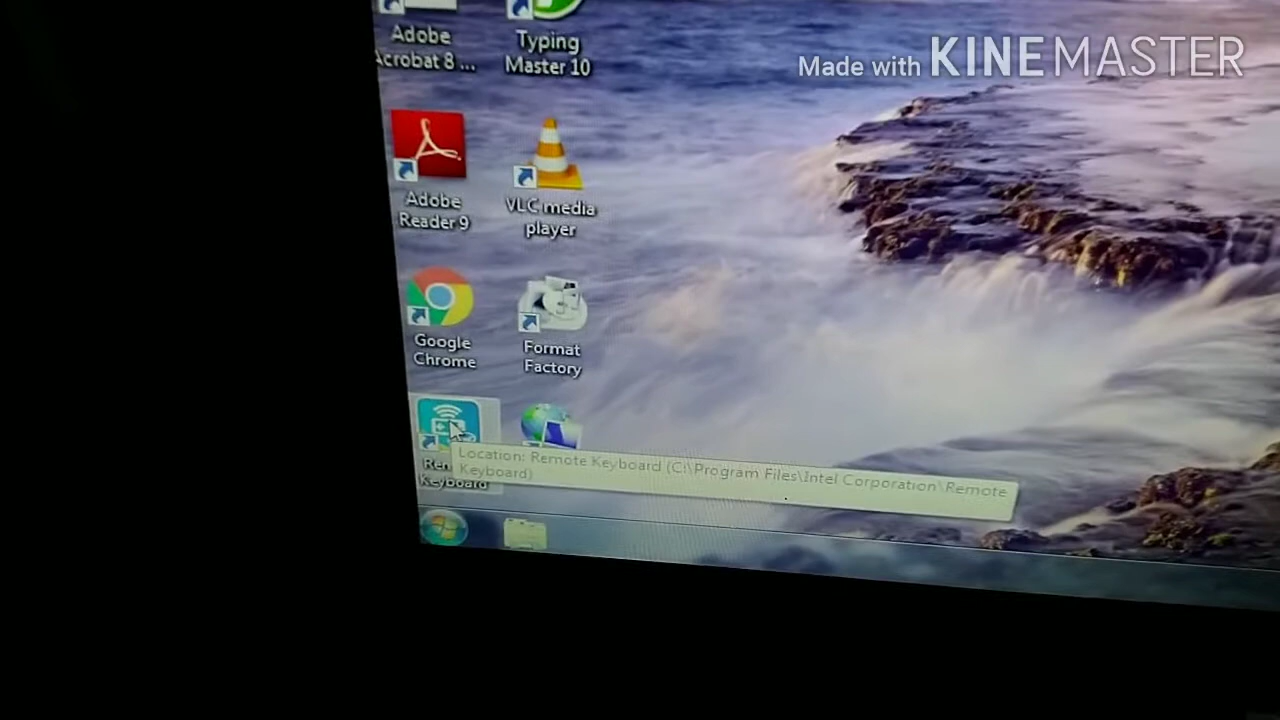 Adobe
Acrobat 8 ...
Typing
Master 10
Made with KINEMASTER
Adobe
Reader 9
VLC media
player
Google
Chrome
Format
Factory
Location: Remote Keyboard (C:\Program Files\Intel Corporation\Remote
Keyboard)
Keyboard